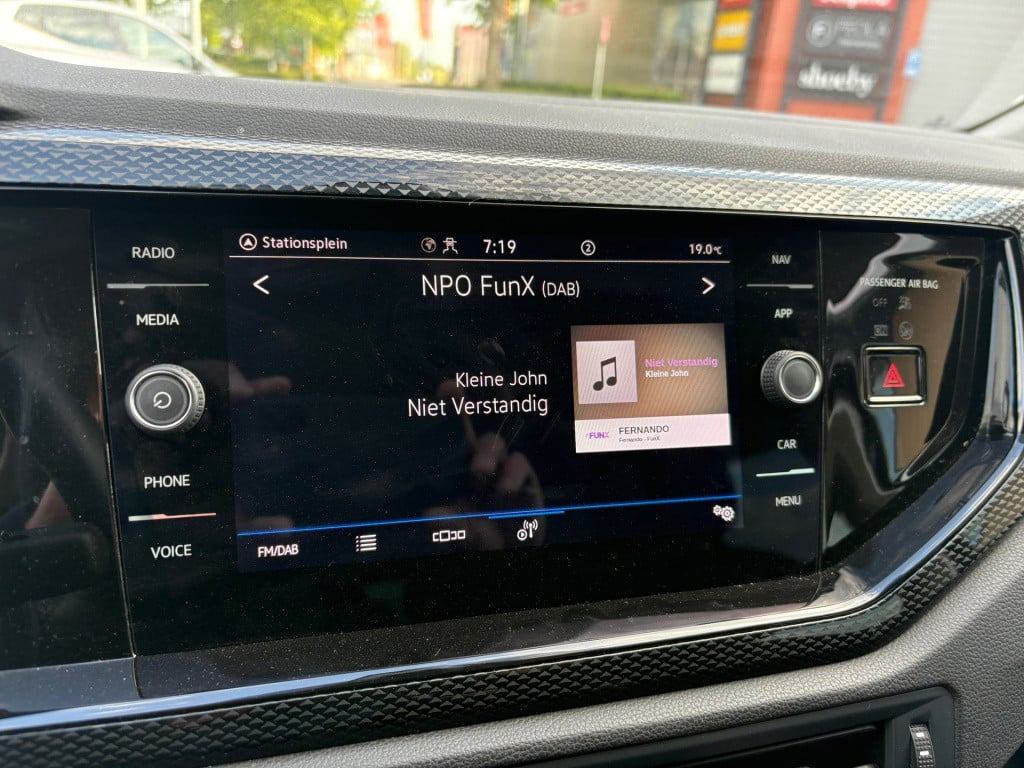 shoeby
RADIO
MEDIA
PHONE
VOICE
Stationsplein
7:19
2
19.0°C
NPO FunX (DAB)
Kleine John
Niet Verstandig
Niet Verstandig
Kleine John
FUNX
FERNANDO
Fernando - FunX
FM/DAB
NAV
APP
CAR
MENU
PASSENGER AIR BAG
OFF
ON